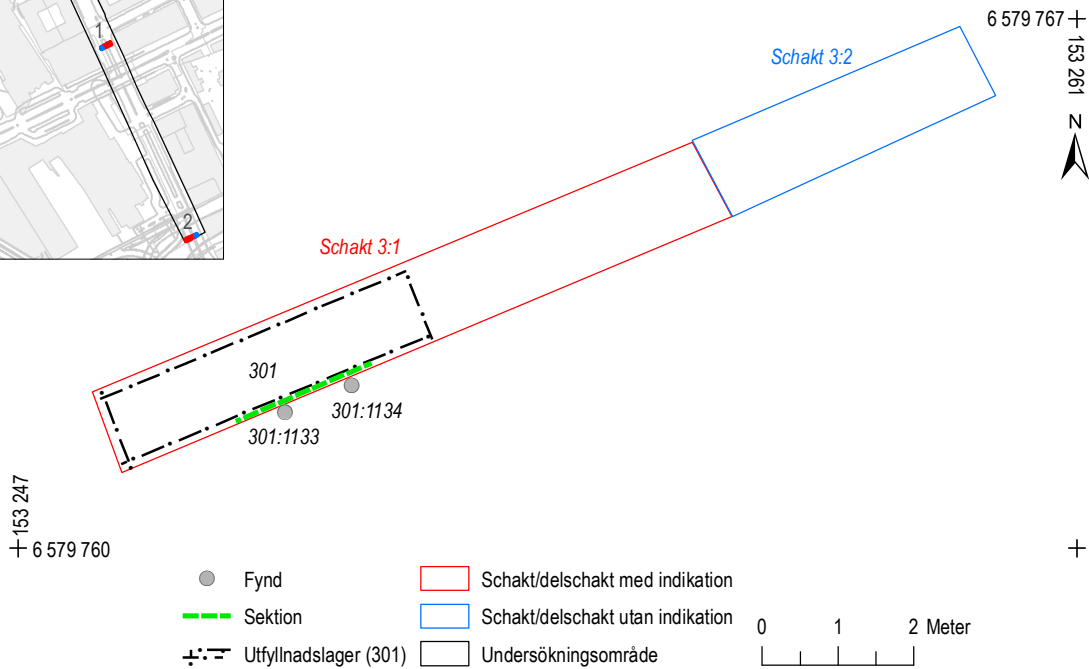 1
2
6 579 767
153 261
N
Schakt 3:2
Schakt 3:1
301
301:1134
301:1133
153 247
6 579 760
Fynd
Sektion
Utfyllnadslager (301)
Schakt/delschakt med indikation
Schakt/delschakt utan indikation
Undersökningsområde
0 1 2 Meter